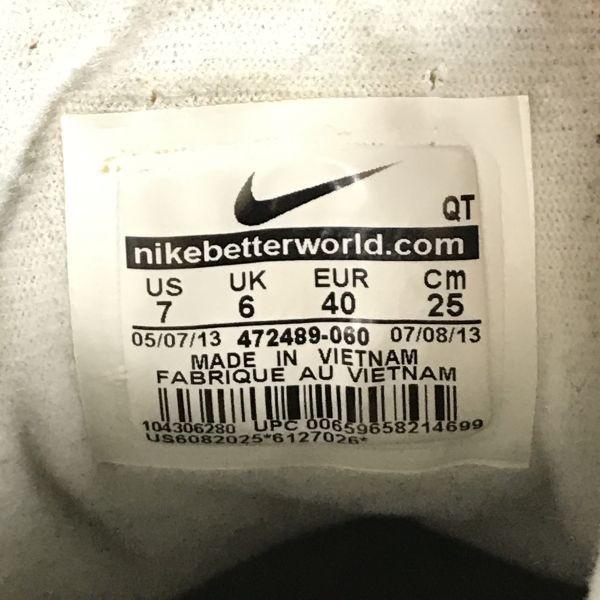 QT
nikebetterworld.com
US UK EUR Cm
7 6 40 25
05/07/13 472489-060 07/08/13
MADE IN VIETNAM
FABRIQUE AU VIETNAM
104306280 UPC 00659658214699
US6082025*6127026*